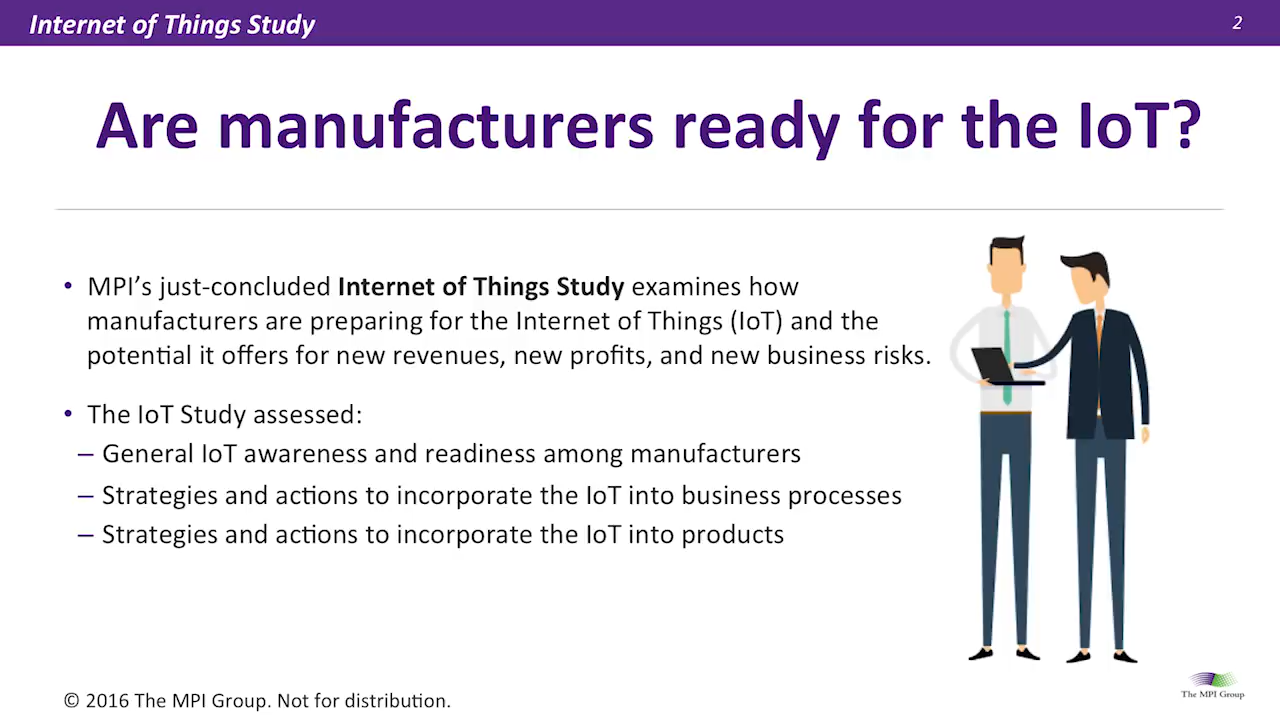 Internet of Things Study
2
Are manufacturers ready for the IoT?
• MPI’s just-concluded Internet of Things Study examines how
manufacturers are preparing for the Internet of Things (IoT) and the
potential it offers for new revenues, new profits, and new business risks.
• The IoT Study assessed:
– General IoT awareness and readiness among manufacturers
– Strategies and actions to incorporate the IoT into business processes
– Strategies and actions to incorporate the IoT into products
© 2016 The MPI Group. Not for distribution.
The MPI Group